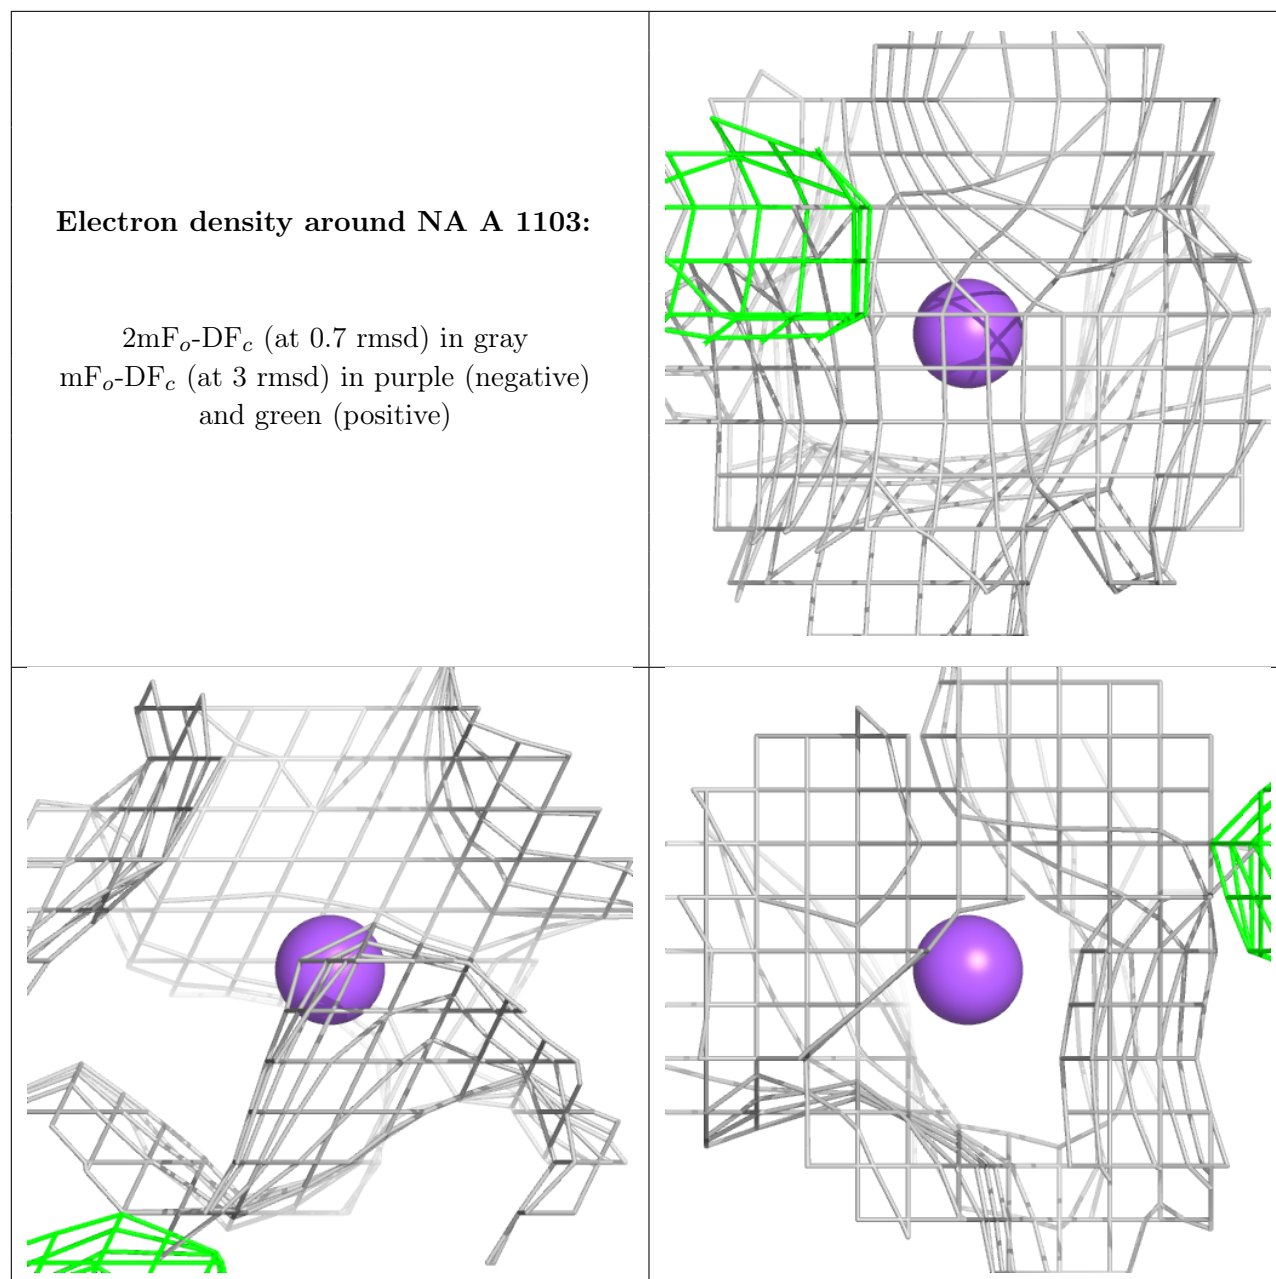 Electron density around NA A 1103:
2mFo-DFc (at 0.7 rmsd) in gray
mFo-DFc (at 3 rmsd) in purple (negative)
and green (positive)